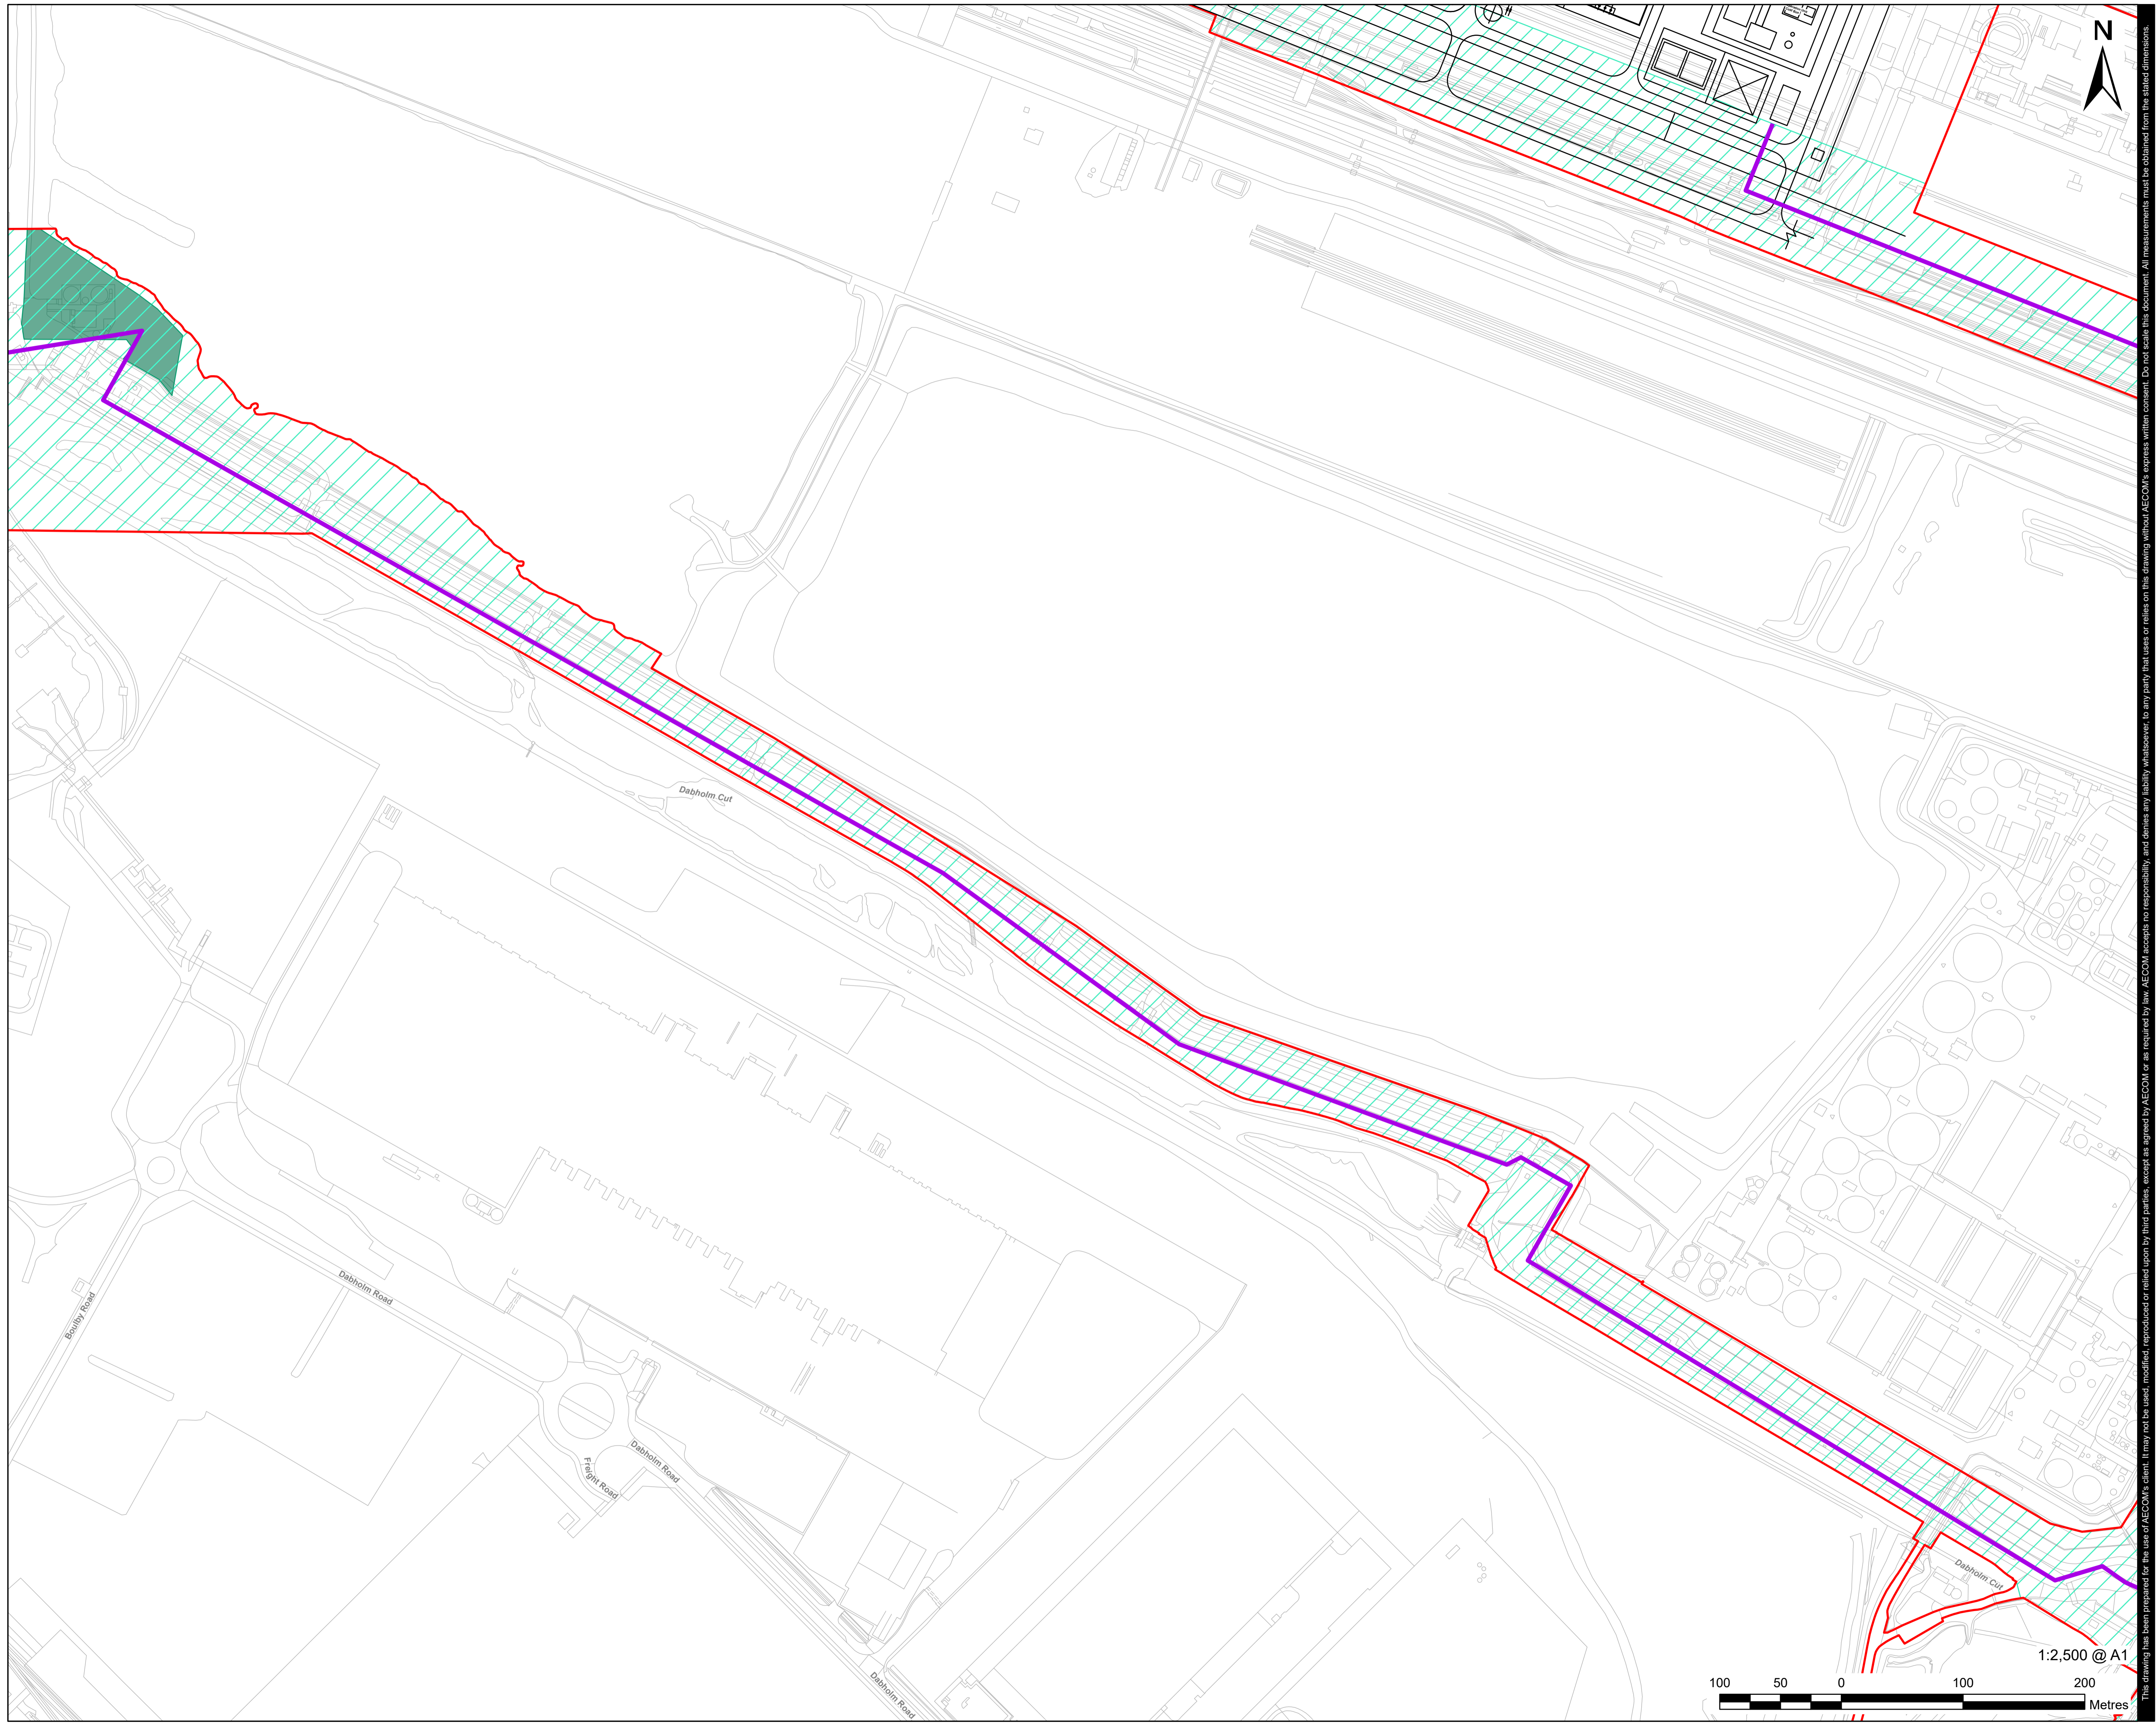 N
Dabholm Cut
Boulby Road
Dabholm Road
Dabholm Road
Freight Road
Dabholm Road
Dabholm Cut
1:2,500 @ A1
100 50 0 100 200
Metres
This drawing has been prepared for the use of AECOM's client. It may not be used, modified, reproduced or relied upon by third parties, except as agreed by AECOM or as required by law. AECOM accepts no responsibility, and denies any liability whatsoever, to any party that uses or relies on this drawing without AECOM's express written consent. Do not scale this document. All measurements must be obtained from the stated dimensions.